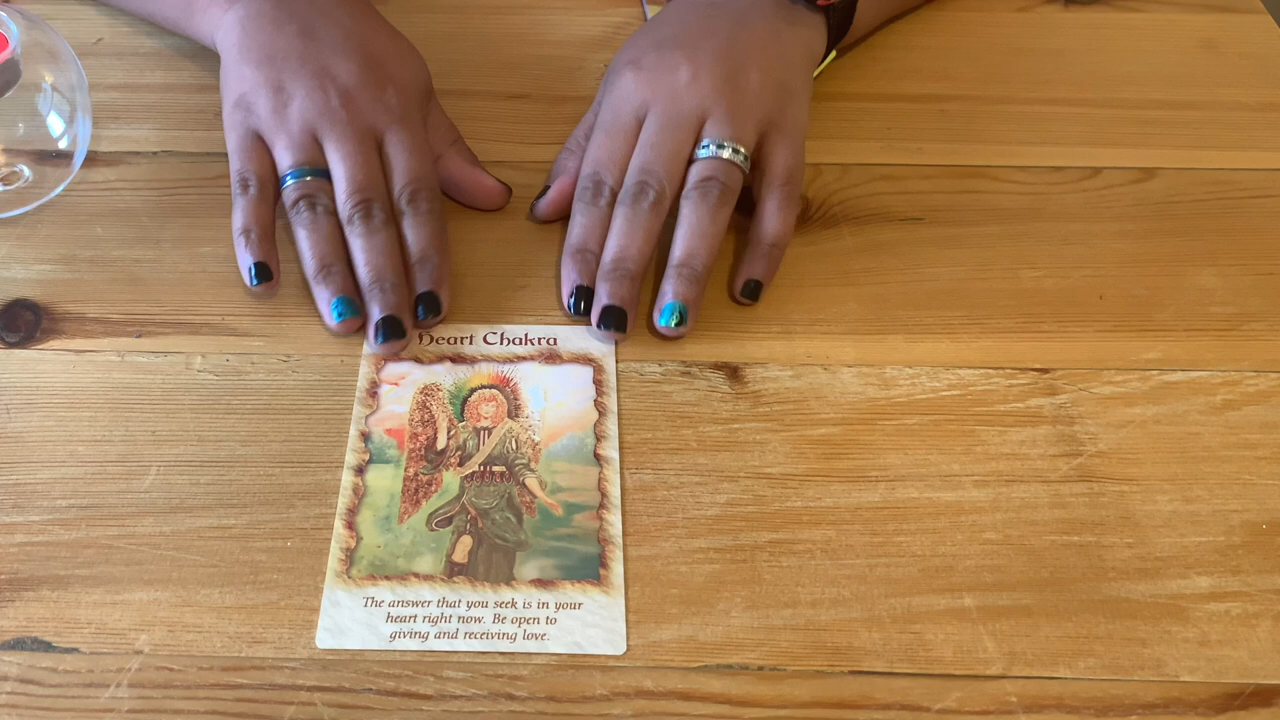 Heart Chakra
The answer that you seek is in your
heart right now. Be open to
giving and receiving love.